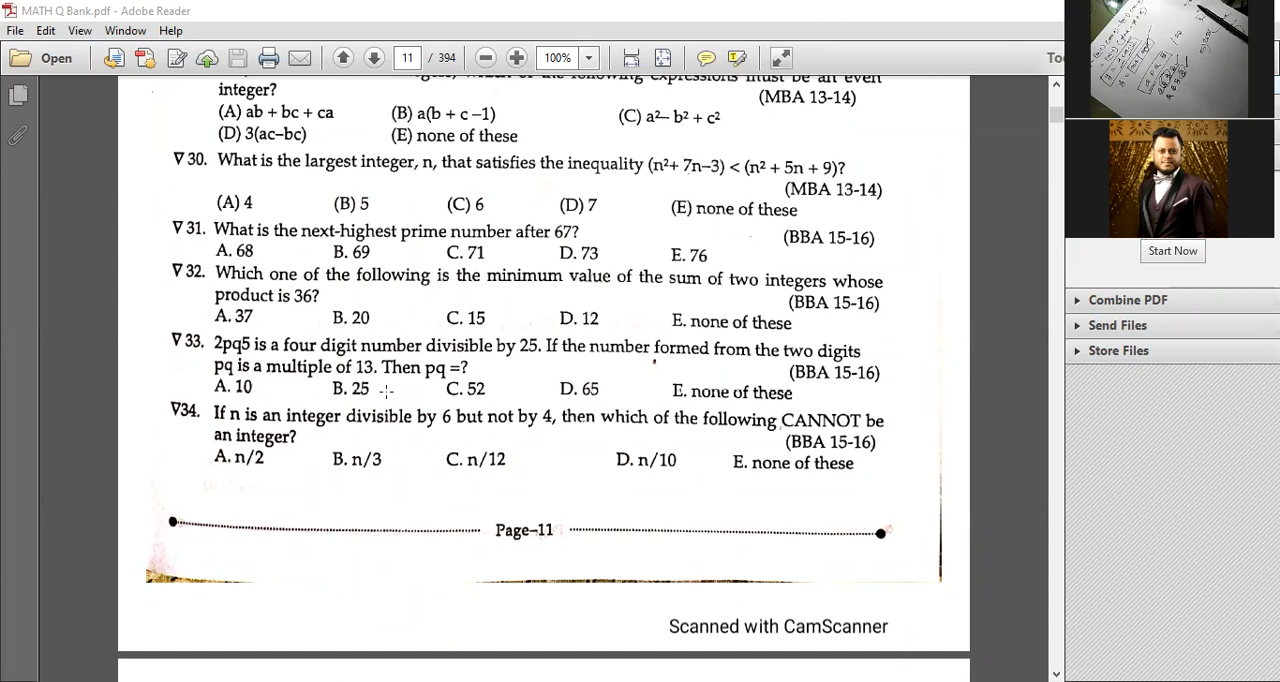 MATH Q Bank.pdf - Adobe Reader
File Edit View Window Help
Open 11 / 394 100%
integer? (MBA 13-14)
(A) ab + bc + ca (B) a(b + c –1) (C) a²– b² + c²
(D) 3(ac–bc) (E) none of these
∇30. What is the largest integer, n, that satisfies the inequality (n²+ 7n–3) < (n² + 5n + 9)?
(MBA 13-14)
(A) 4 (B) 5 (C) 6 (D) 7 (E) none of these
∇31. What is the next-highest prime number after 67? (BBA 15-16)
A. 68 B. 69 C. 71 D. 73 E. 76
∇32. Which one of the following is the minimum value of the sum of two integers whose
product is 36? (BBA 15-16)
A. 37 B. 20 C. 15 D. 12 E. none of these
∇33. 2pq5 is a four digit number divisible by 25. If the number formed from the two digits
pq is a multiple of 13. Then pq =? (BBA 15-16)
A. 10 B. 25 C. 52 D. 65 E. none of these
∇34. If n is an integer divisible by 6 but not by 4, then which of the following CANNOT be
an integer? (BBA 15-16)
A. n/2 B. n/3 C. n/12 D. n/10 E. none of these
Page–11
Scanned with CamScanner
Start Now
Combine PDF
Send Files
Store Files